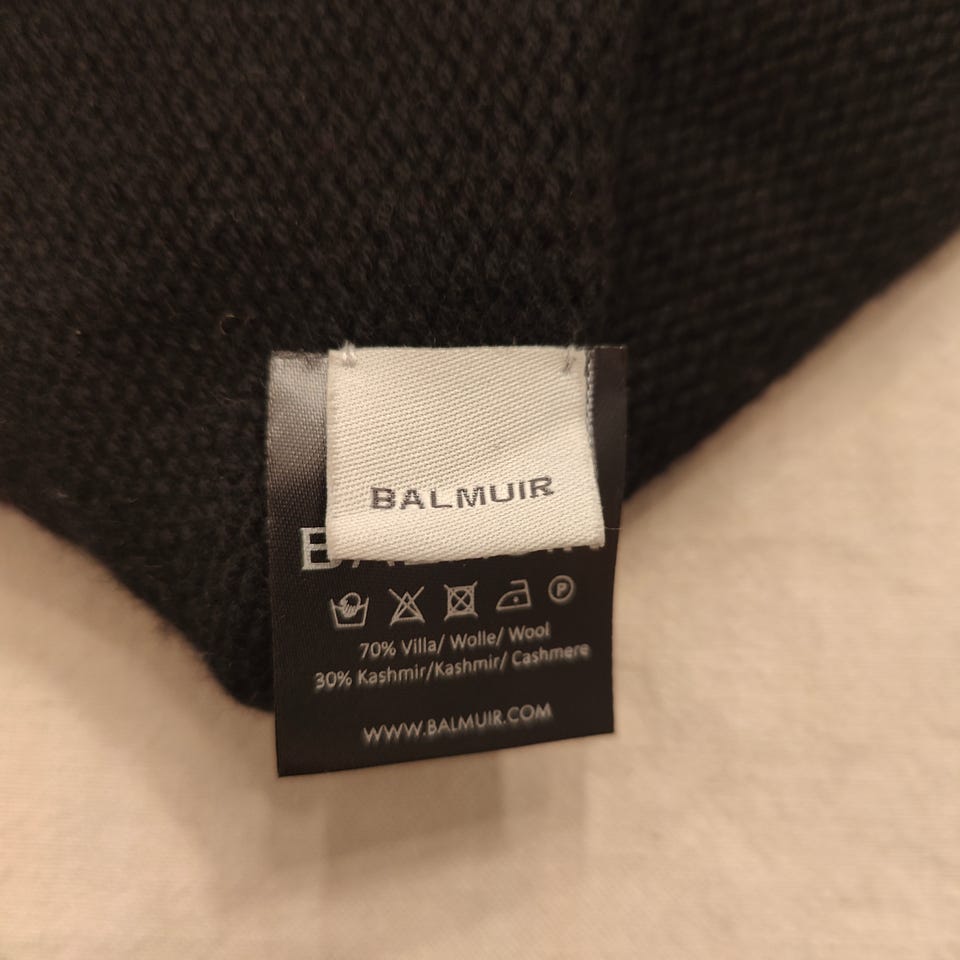 BALMUIR
P
70% Villa/ Wolle/ Wool
30% Kashmir/Kashmir/ Cashmere
WWW.BALMUIR.COM